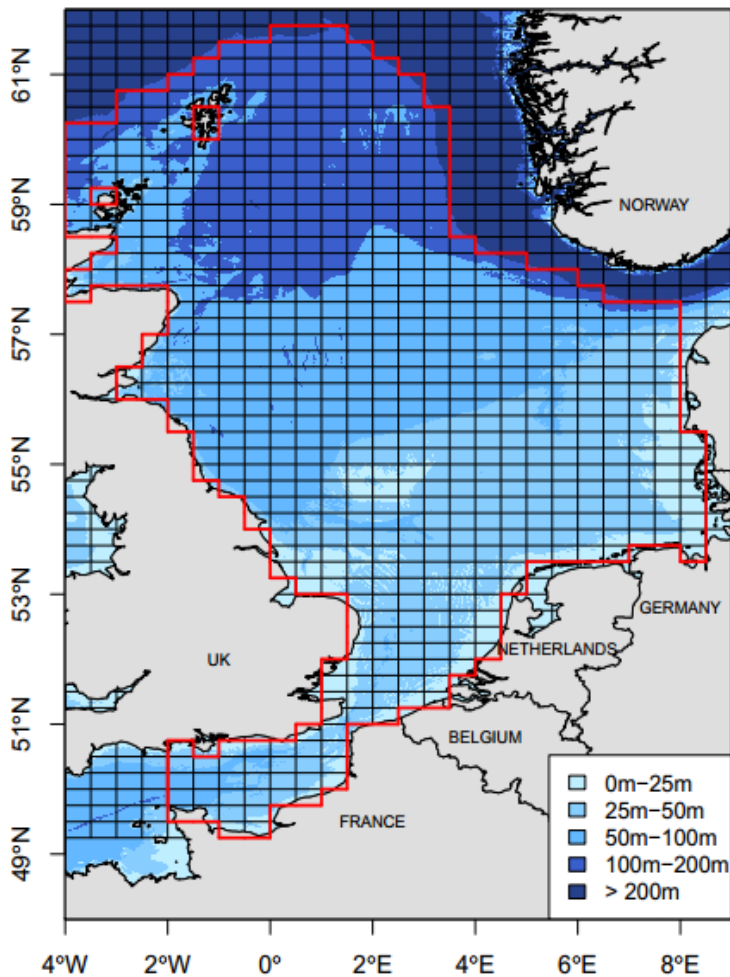 61°N
59°N
57°N
55°N
53°N
51°N
49°N
NORWAY
GERMANY
NETHERLANDS
UK
BELGIUM
FRANCE
0m−25m
25m−50m
50m−100m
100m−200m
> 200m
4°W 2°W 0° 2°E 4°E 6°E 8°E